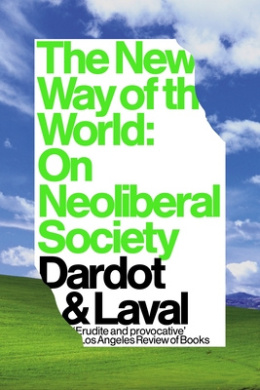 The New
Way of th
World:
On
Neoliberal
Society
Dardot
& Laval
'Erudite and provocative'
Los Angeles Review of Books